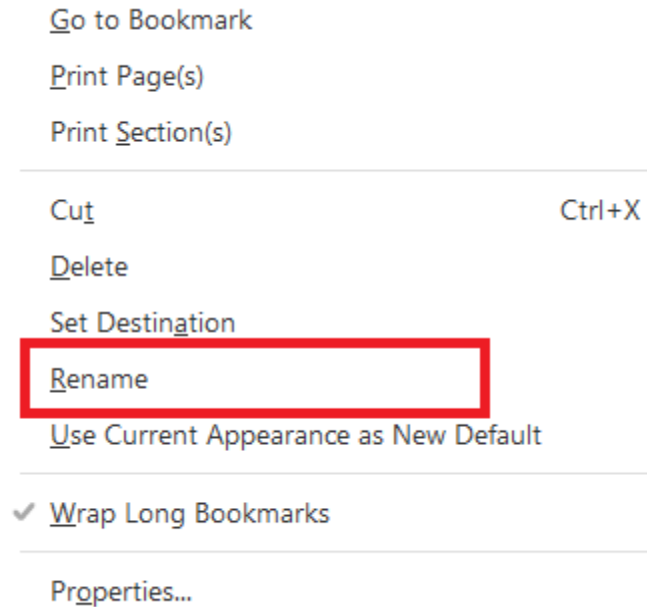 Go to Bookmark
Print Page(s)
Print Section(s)
Cut Ctrl+X
Delete
Set Destination
Rename
Use Current Appearance as New Default
Wrap Long Bookmarks
Properties...